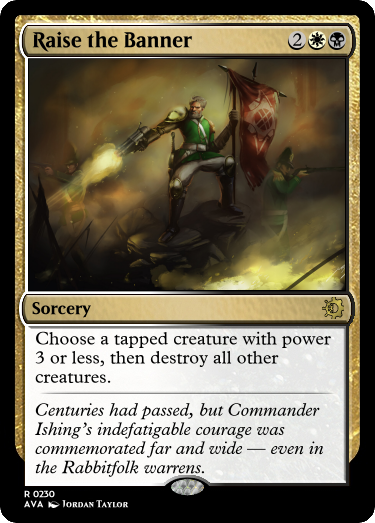 Raise the Banner 2
Sorcery
Choose a tapped creature with power
3 or less, then destroy all other
creatures.
Centuries had passed, but Commander
Ishing's indefatigable courage was
commemorated far and wide — even in
the Rabbitfolk warrens.
R 0230
AVA Jordan Taylor